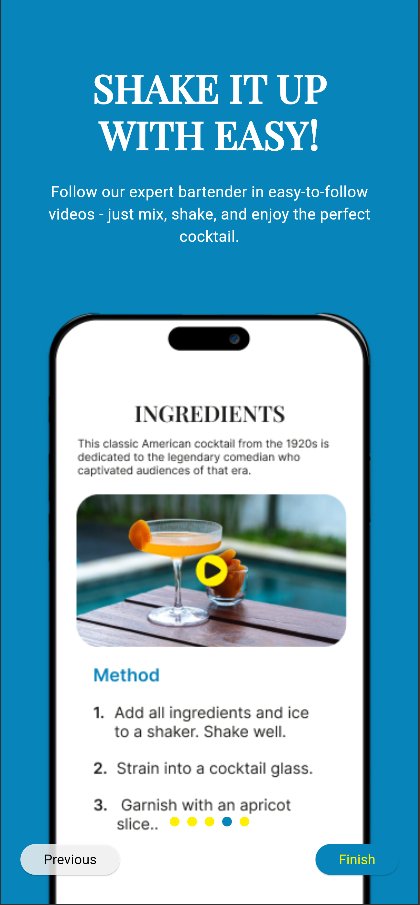 SHAKE IT UP
WITH EASY!
Follow our expert bartender in easy-to-follow
videos - just mix, shake, and enjoy the perfect
cocktail.
INGREDIENTS
This classic American cocktail from the 1920s is
dedicated to the legendary comedian who
captivated audiences of that era.
Method
1. Add all ingredients and ice
to a shaker. Shake well.
2. Strain into a cocktail glass.
3. Garnish with an apricot
slice..
Previous
Finish